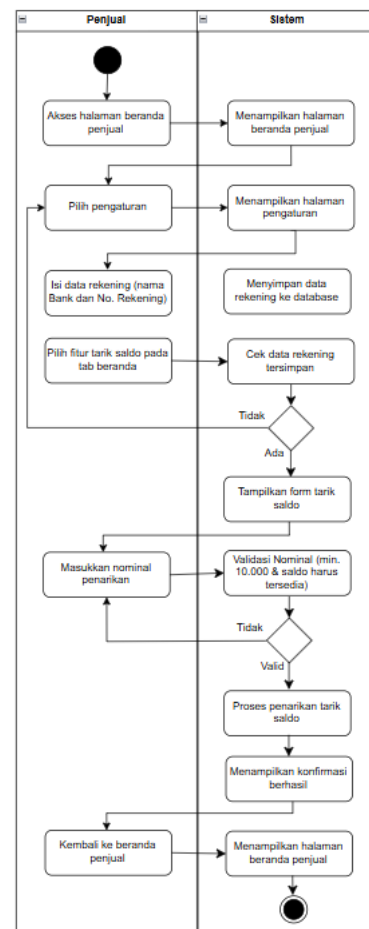 Penjual
Sistem
Akses halaman beranda
penjual
Menampilkan halaman
beranda penjual
Pilih pengaturan
Menampilkan halaman
pengaturan
Isi data rekening (nama
Bank dan No. Rekening)
Menyimpan data
rekening ke database
Pilih fitur tarik saldo pada
tab beranda
Cek data rekening
tersimpan
Tidak
Ada
Tampilkan form tarik
saldo
Masukkan nominal
penarikan
Validasi Nominal (min.
10.000 & saldo harus
tersedia)
Tidak
Valid
Proses penarikan tarik
saldo
Menampilkan konfirmasi
berhasil
Kembali ke beranda
penjual
Menampilkan halaman
beranda penjual